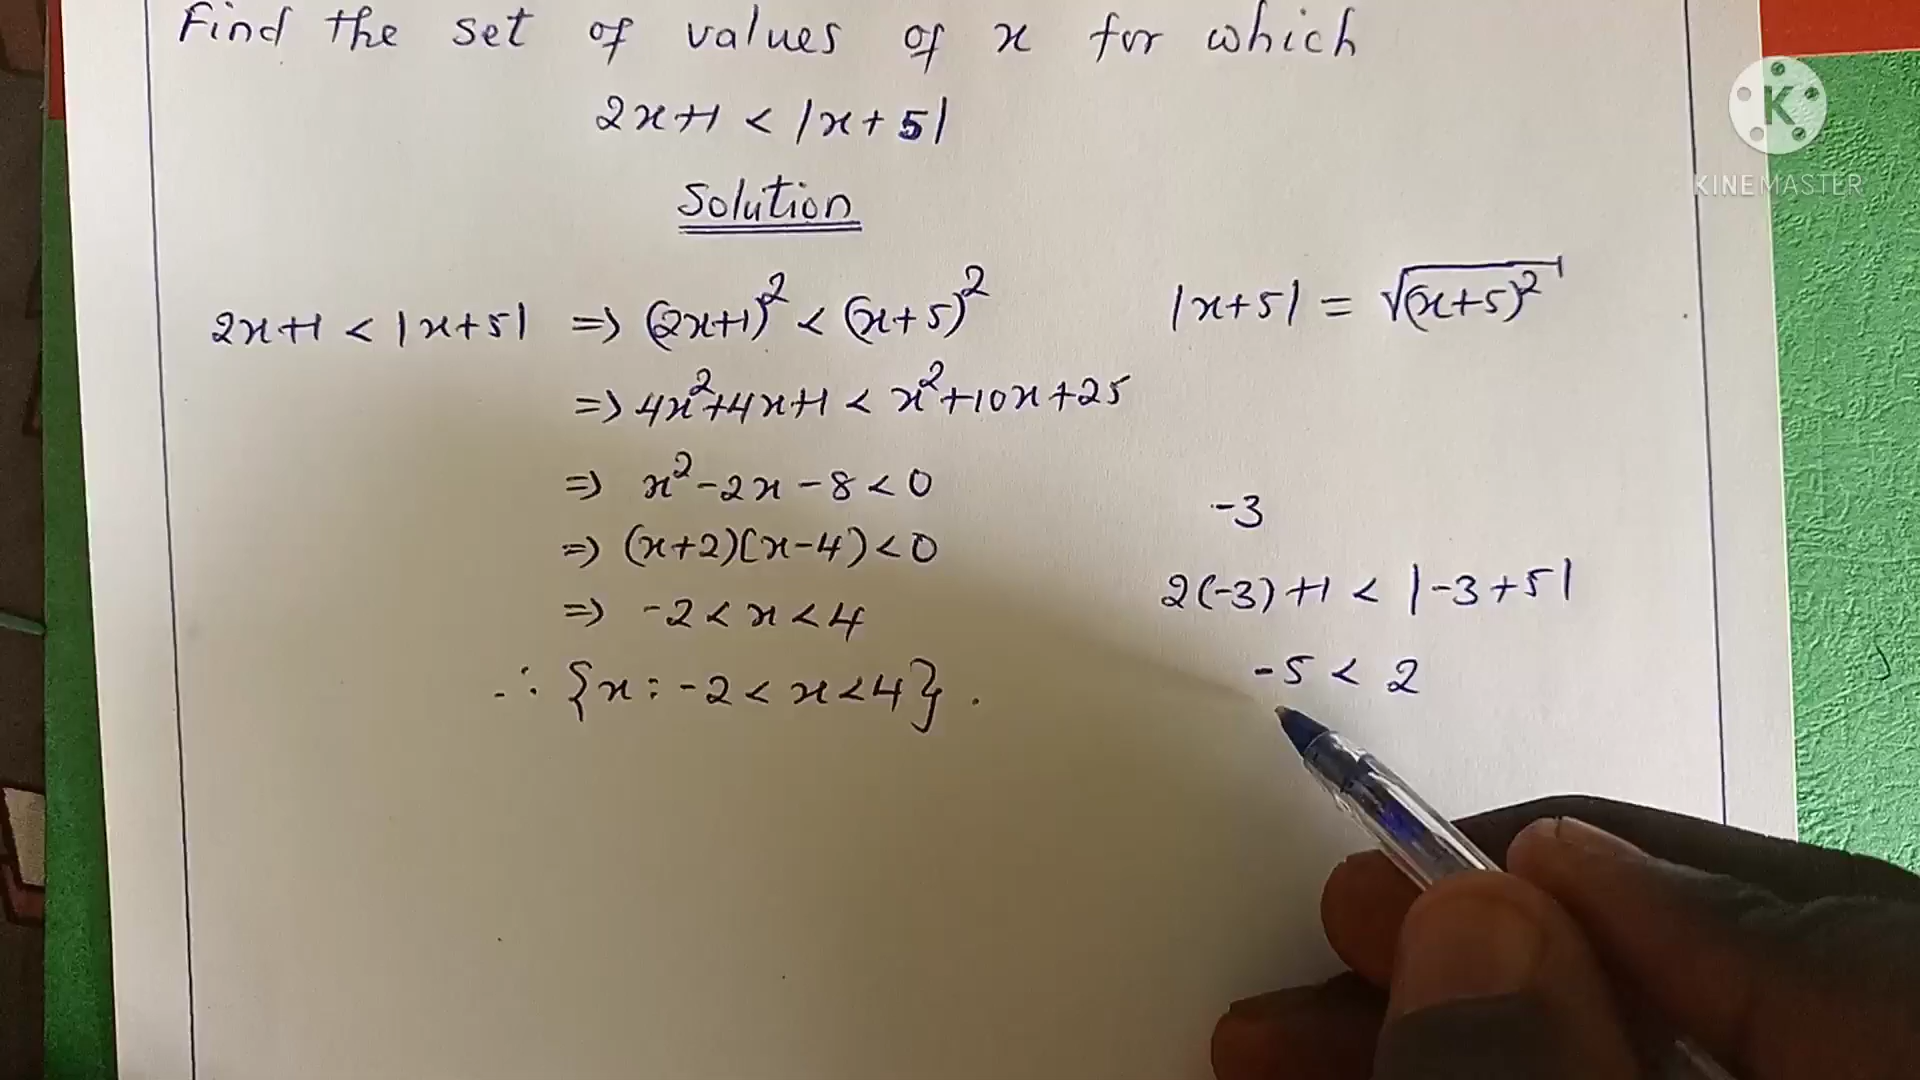 Find the set of values of x for which
2x+1 < |x+5|
Solution
2x+1 < |x+5| => (2x+1)² < (x+5)²
|x+5| = √(x+5)²
=> 4x²+4x+1 < x²+10x+25
=> x²-2x-8<0
=> (x+2)(x-4)<0
=> -2<x<4
∴ {x: -2<x<4}.
-3
2(-3)+1 < |-3+5|
-5 < 2
K
KINEMASTER